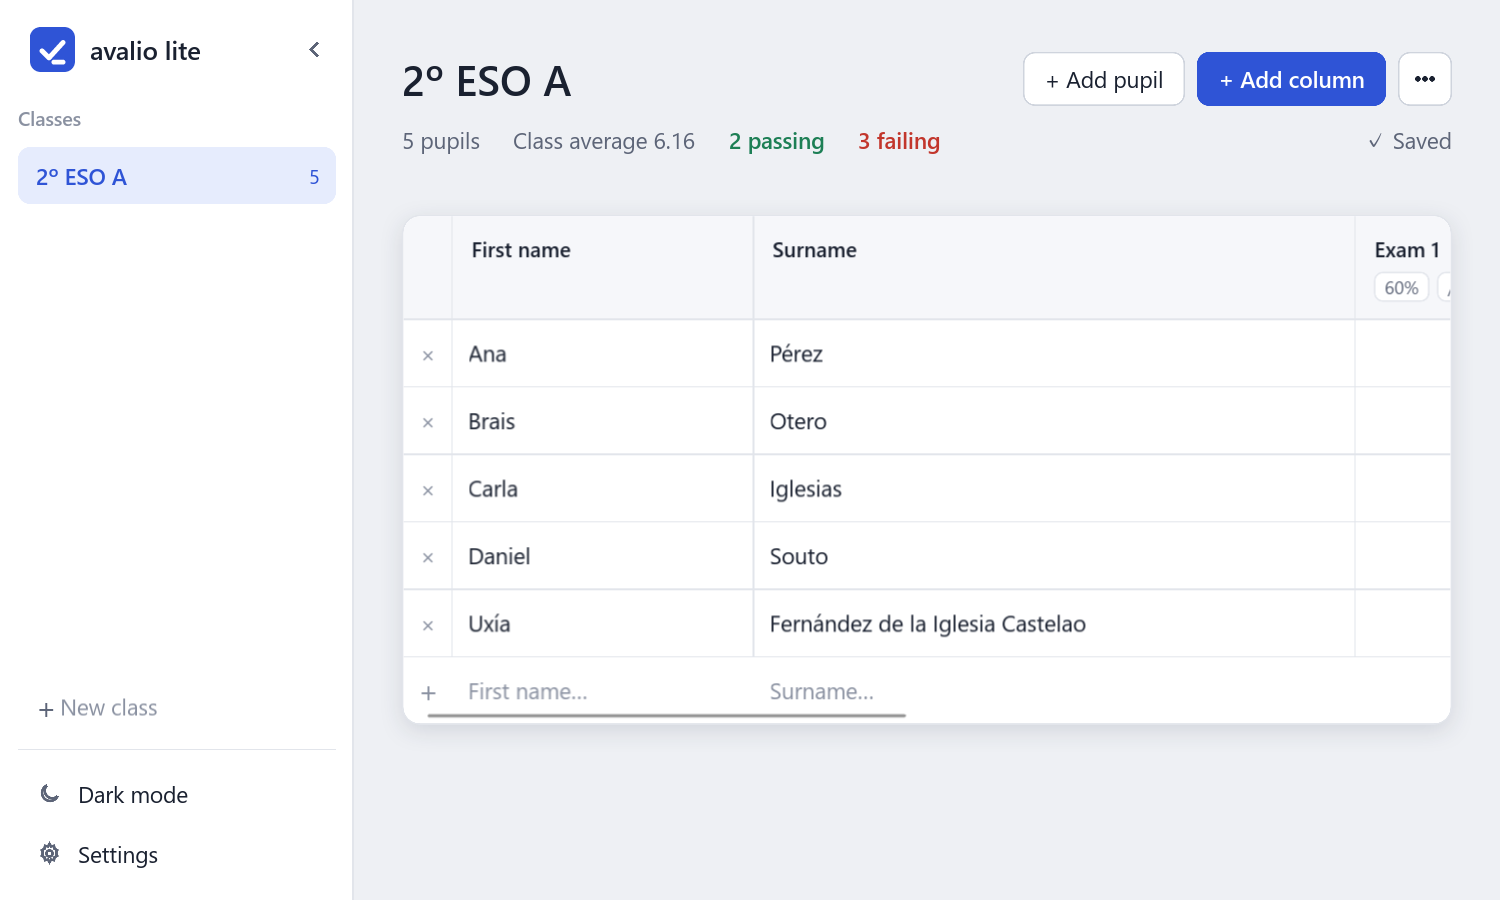 avalio lite
Classes
2º ESO A 5
+ New class
Dark mode
Settings
2º ESO A
+ Add pupil
+ Add column
•••
5 pupils Class average 6.16 2 passing 3 failing
✓ Saved
First name Surname Exam 1
60%
× Ana Pérez
× Brais Otero
× Carla Iglesias
× Daniel Souto
× Uxía Fernández de la Iglesia Castelao
+ First name... Surname...